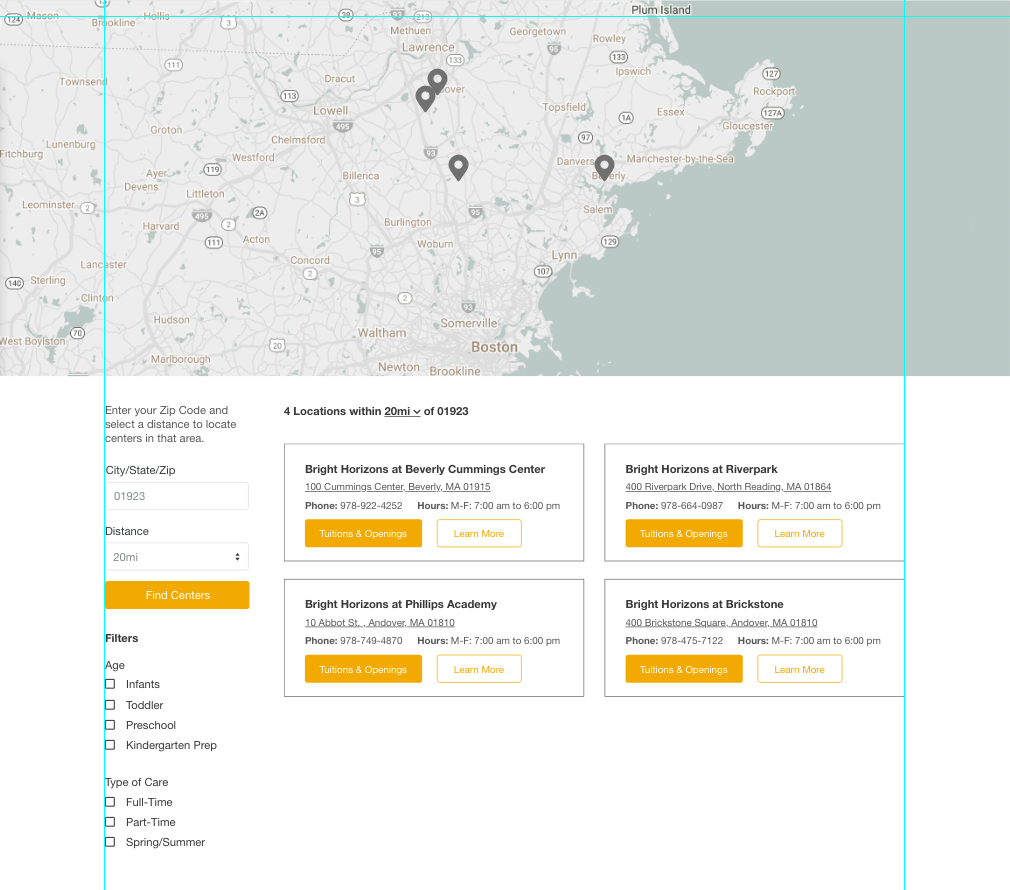 Plum Island
124
Mason
Hollis
13
38
93
213
Brookline
3
Methuen
Georgetown
Rowley
Lawrence
95
133
133
Ipswich
111
127
Townsend
Dracut
over
Rockport
113
Lowell
Topsfield
1A
Essex
127A
495
Gloucester
Groton
Chelmsford
97
Lunenburg
Fitchburg
Westford
93
Danvers
Manchester-by-the-Sea
119
Ayer
Billerica
Beverly
Devens
Littleton
3
Leominster
2
2A
Salem
495
95
Harvard
2
Burlington
111
Acton
Woburn
129
95
Lynn
Lancaster
Concord
107
140
Sterling
2
Clinton
2
93
Hudson
Somerville
70
Waltham
West Boylston
20
Boston
Marlborough
Newton
Brookline
Enter your Zip Code and
select a distance to locate
centers in that area.
City/State/Zip
01923
Distance
20mi
Find Centers
Filters
Age
Infants
Toddler
Preschool
Kindergarten Prep
Type of Care
Full-Time
Part-Time
Spring/Summer
4 Locations within 20mi of 01923
Bright Horizons at Beverly Cummings Center
100 Cummings Center, Beverly, MA 01915
Phone: 978-922-4252 Hours: M-F: 7:00 am to 6:00 pm
Tuitions & Openings Learn More
Bright Horizons at Riverpark
400 Riverpark Drive, North Reading, MA 01864
Phone: 978-664-0987 Hours: M-F: 7:00 am to 6:00 pm
Tuitions & Openings Learn More
Bright Horizons at Phillips Academy
10 Abbot St. , Andover, MA 01810
Phone: 978-749-4870 Hours: M-F: 7:00 am to 6:00 pm
Tuitions & Openings Learn More
Bright Horizons at Brickstone
400 Brickstone Square, Andover, MA 01810
Phone: 978-475-7122 Hours: M-F: 7:00 am to 6:00 pm
Tuitions & Openings Learn More